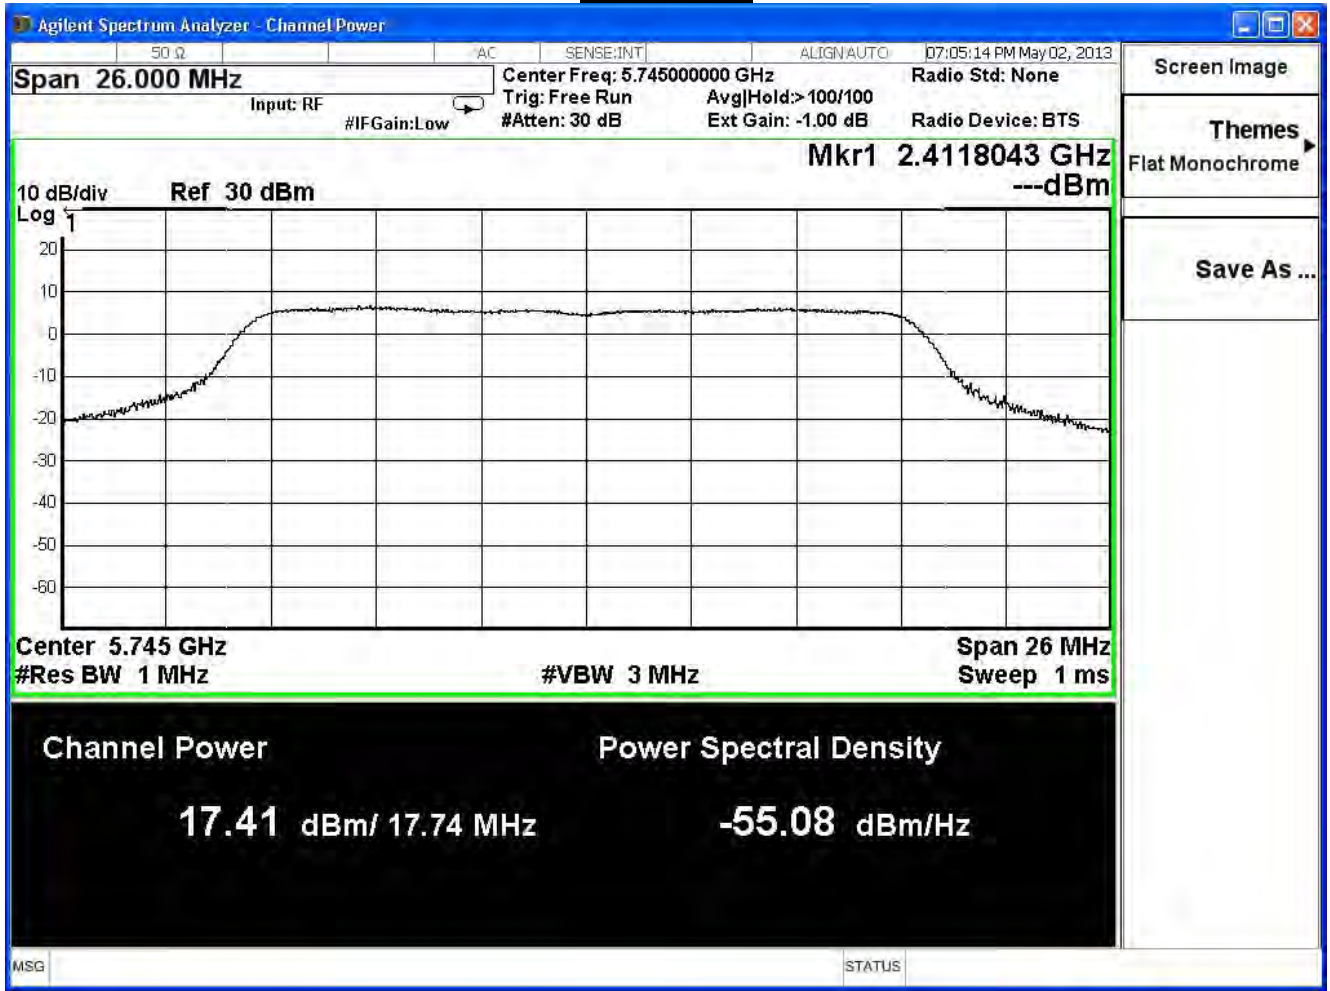 Agilent Spectrum Analyzer - Channel Power
50 Ω AC SENSE:INT ALIGN AUTO 07:05:14 PM May 02, 2013
Span 26.000 MHz
Center Freq: 5.745000000 GHz Radio Std: None
Input: RF Trig: Free Run Avg|Hold:> 100/100
#IFGain:Low #Atten: 30 dB Ext Gain: -1.00 dB Radio Device: BTS
Mkr1 2.4118043 GHz
---dBm
10 dB/div Ref 30 dBm
Log
1
20
10
0
-10
-20
-30
-40
-50
-60
Center 5.745 GHz Span 26 MHz
#Res BW 1 MHz #VBW 3 MHz Sweep 1 ms
Channel Power Power Spectral Density
17.41 dBm/ 17.74 MHz -55.08 dBm/Hz
MSG STATUS
Screen Image
Themes
Flat Monochrome
Save As ...